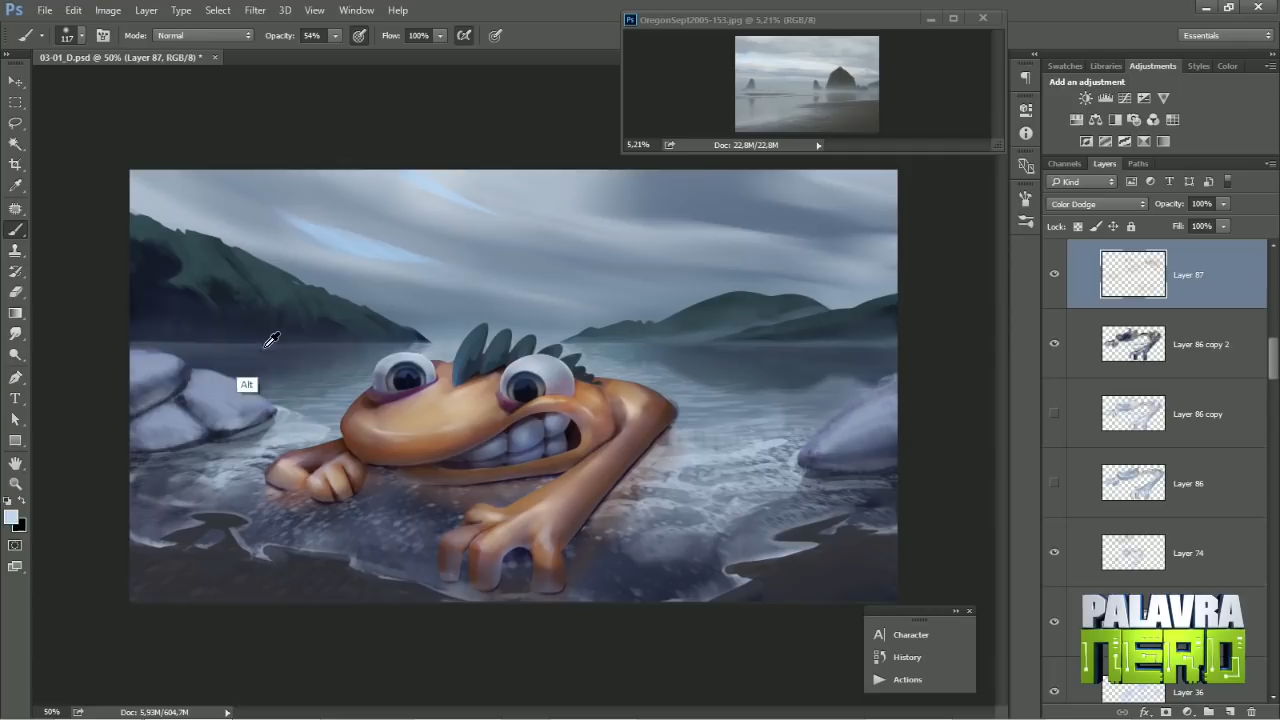 Ps File Edit Image Layer Type Select Filter 3D View Window Help
117 Mode: Normal Opacity: 54% Flow: 100% Essentials
OregonSept2005-153.jpg @ 5,21% (RGB/8)
5,21% Doc: 22,8M/22,8M
03-01_D.psd @ 50% (Layer 87, RGB/8) *
Swatches Libraries Adjustments Styles Color
Add an adjustment
Channels Layers Paths
Kind
Color Dodge Opacity: 100%
Lock: Fill: 100%
Layer 87
Layer 86 copy 2
Layer 86 copy
Layer 86
Layer 74
Layer 36
Alt
Character
History
Actions
PALAVRA
NERD
50% Doc: 5,93M/604,7M